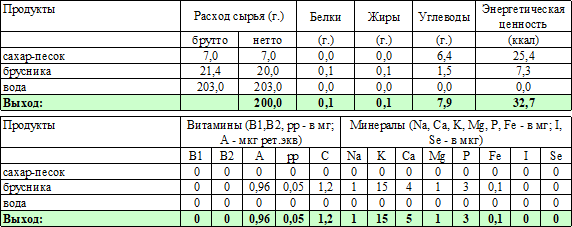 Продукты Расход сырья (г.) Белки Жиры Углеводы Энергетическая ценность
брутто нетто (г.) (г.) (г.) (ккал)
сахар-песок 7,0 7,0 0,0 0,0 6,4 25,4
брусника 21,4 20,0 0,1 0,1 1,5 7,3
вода 203,0 203,0 0,0 0,0 0,0 0,0
Выход: 200,0 0,1 0,1 7,9 32,7
Продукты Витамины (B1,B2, рр - в мг; Минералы (Na, Ca, K, Mg, P, Fe - в мг; I,
А - мкг рет.экв) Se - в мкг)
B1 B2 A pp C Na K Ca Mg P Fe I Se
сахар-песок 0 0 0 0 0 0 0 0 0 0 0 0 0
брусника 0 0 0,96 0,05 1,2 1 15 4 1 3 0,1 0 0
вода 0 0 0 0 0 0 0 0 0 0 0 0 0
Выход: 0 0 0,96 0,05 1,2 1 15 5 1 3 0,1 0 0